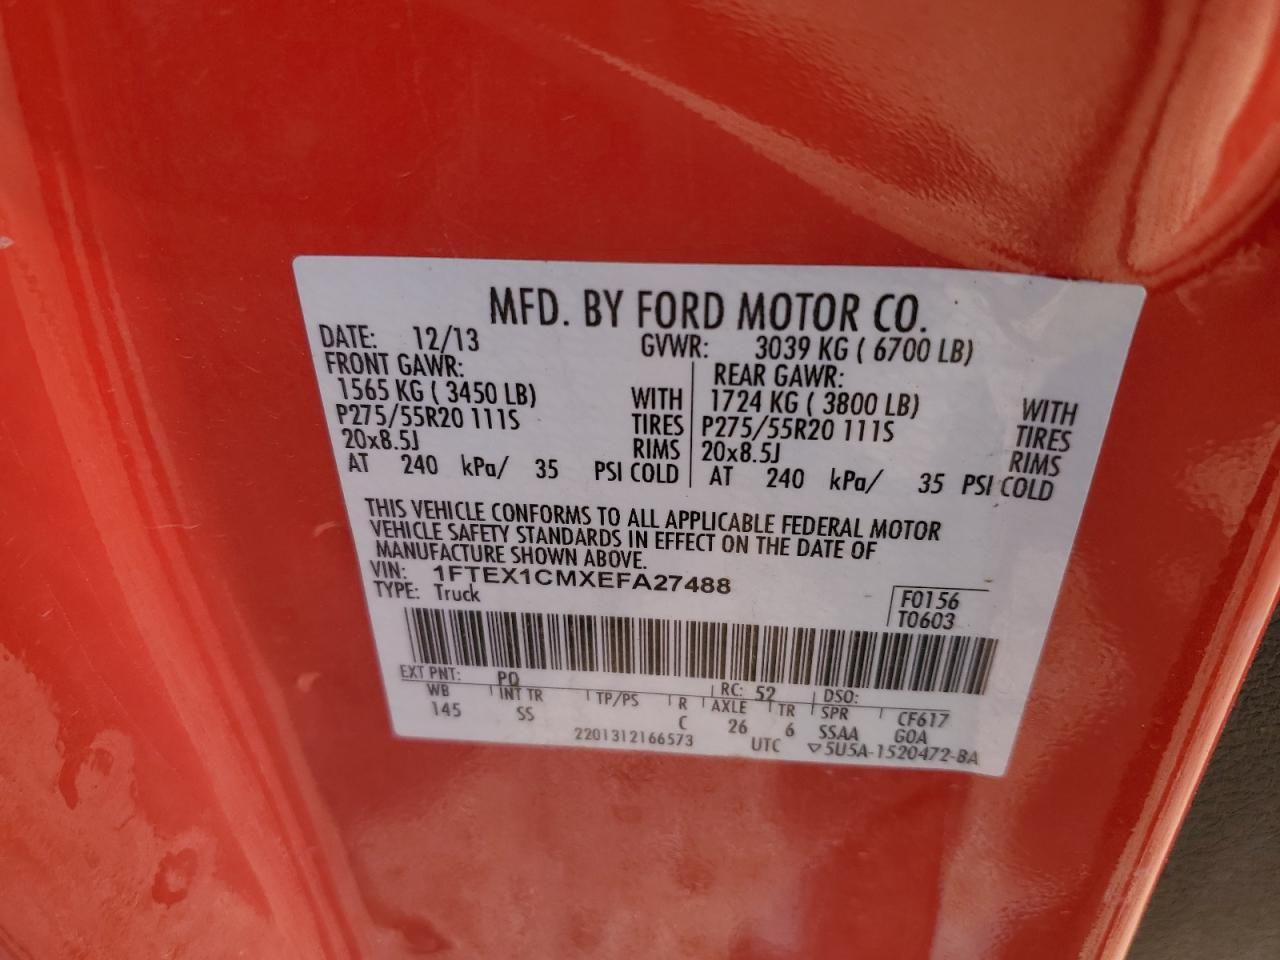 MFD. BY FORD MOTOR CO.
DATE: 12/13 GVWR: 3039 KG ( 6700 LB)
FRONT GAWR: REAR GAWR:
1565 KG ( 3450 LB) WITH 1724 KG ( 3800 LB) WITH
P275/55R20 111S TIRES P275/55R20 111S TIRES
20x8.5J RIMS 20x8.5J RIMS
AT 240 kPa/ 35 PSI COLD AT 240 kPa/ 35 PSI COLD
THIS VEHICLE CONFORMS TO ALL APPLICABLE FEDERAL MOTOR
VEHICLE SAFETY STANDARDS IN EFFECT ON THE DATE OF
MANUFACTURE SHOWN ABOVE.
VIN: 1FTEX1CMXEFA27488
TYPE: Truck F0156
T0603
EXT PNT: PQ RC: 52 DSO:
WB INT TR TP/PS R AXLE TR SPR CF617
145 SS C 26 6 SSAA GOA
2201312166573 UTC ▽5U5A-1520472-BA